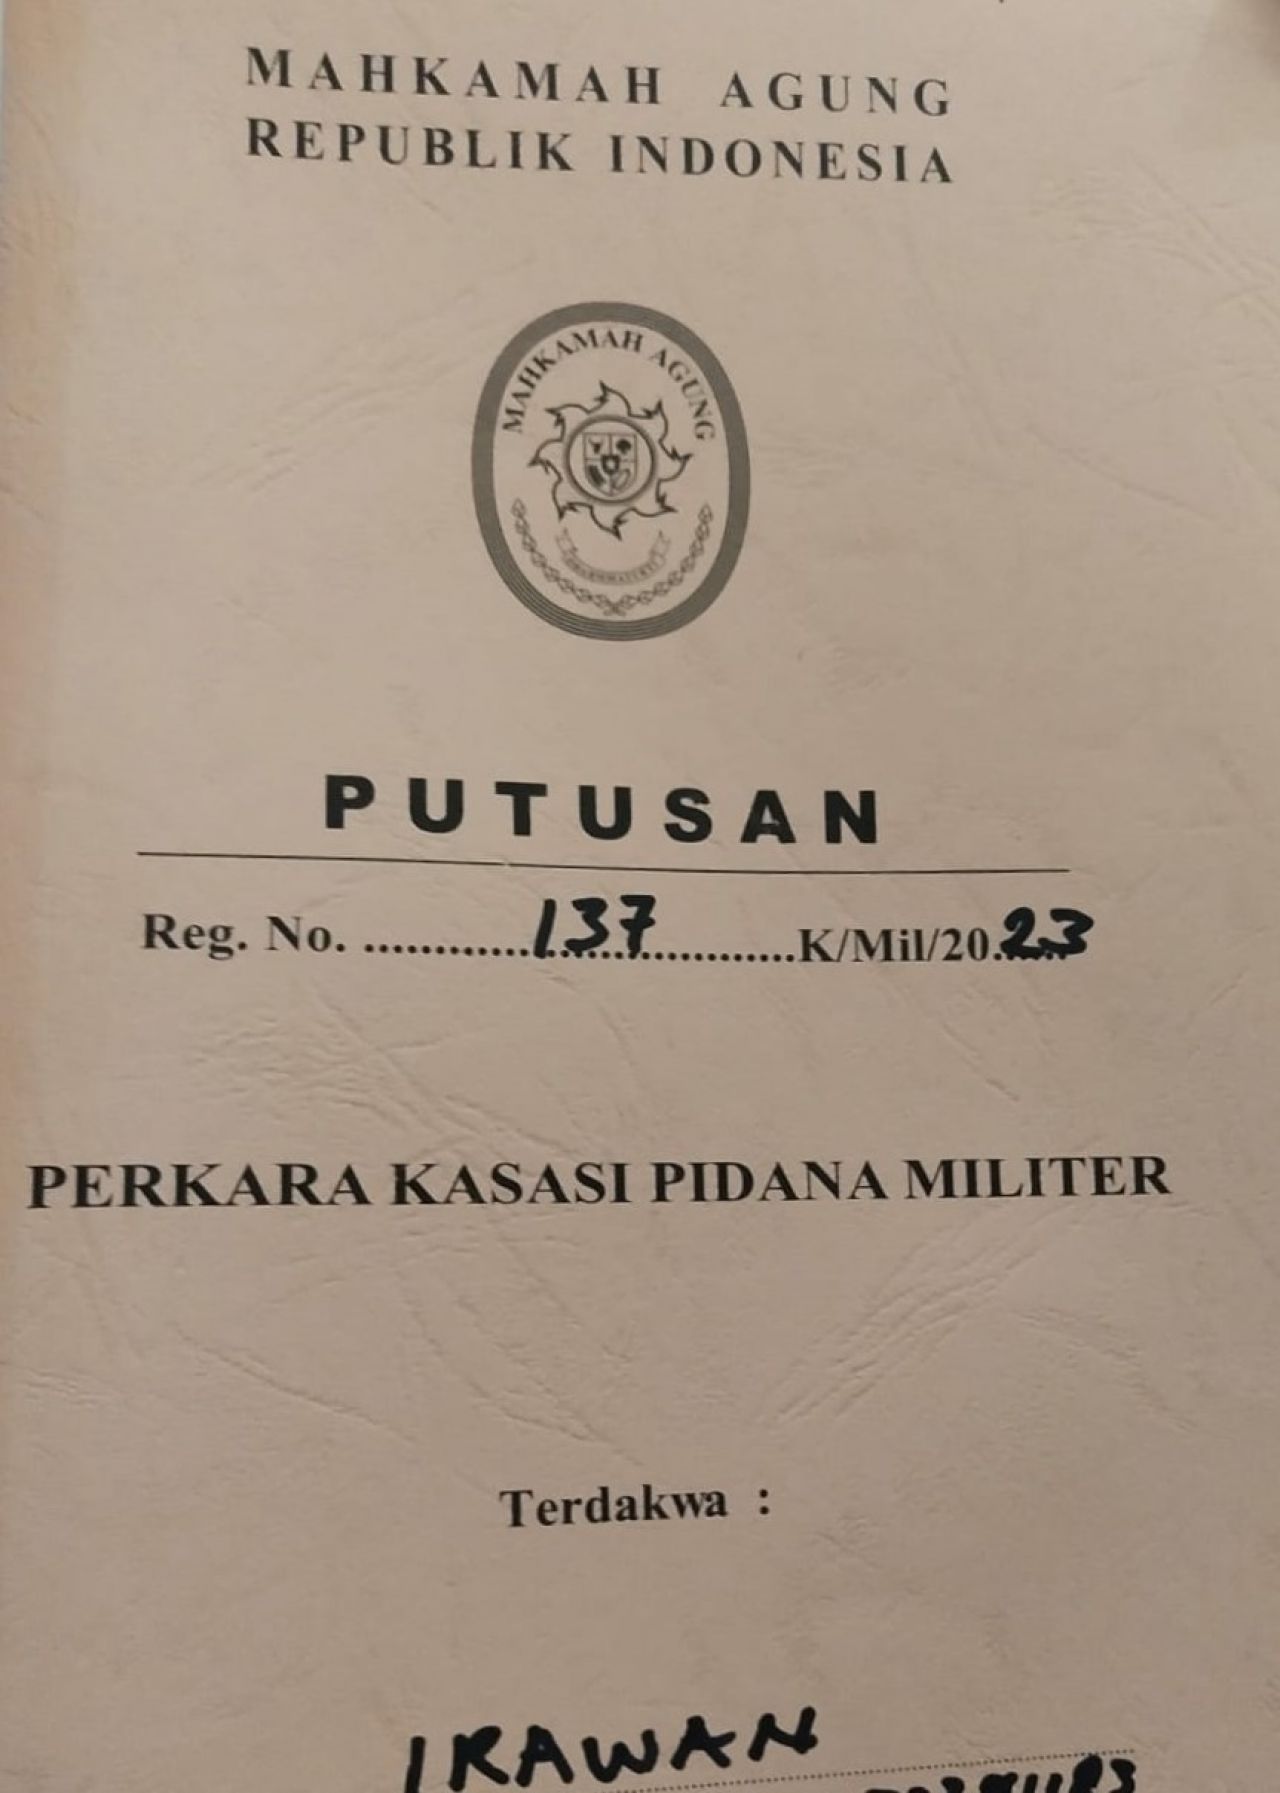 MAHKAMAH AGUNG
REPUBLIK INDONESIA
MAHKAMAH AGUNG
PUTUSAN
Reg. No. ............137............K/Mil/20.23
PERKARA KASASI PIDANA MILITER
Terdakwa :
IRAWAN